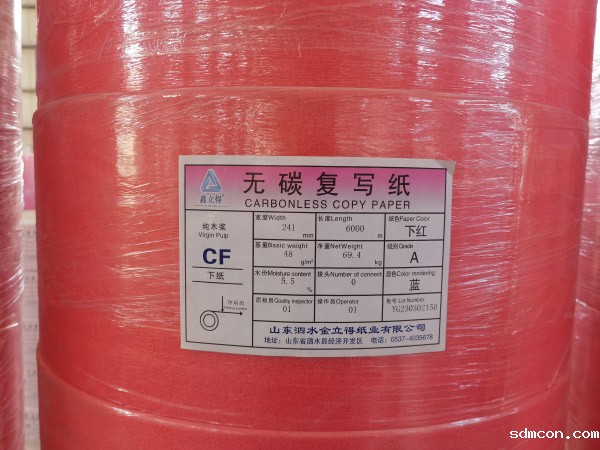 无碳复写纸
CARBONLESS COPY PAPER
鑫立得
纯木浆
Virgin Pulp
CF
下纸
宽度Width
241
mm
长度Length
6000
m
纸色Paper Color
下红
基重Basic weight
48
g/m²
净重NetWeight
69.4
kg
级别Grade
A
水份Moisture content
5.5
%
接头Number of connect
0
显色Color rendering
蓝
质检员Quality inspector
01
操作员Operator
01
批号 Lot Number
YG230302150
印刷面
山东泗水金立得纸业有限公司
地址：山东省泗水县经济开发区 电话：0537-4035678
sdmcon.com